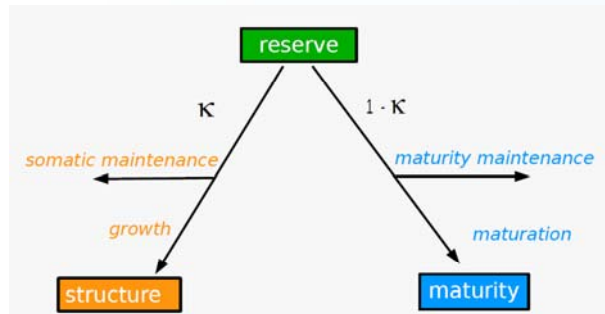 reserve
κ
1 - κ
somatic maintenance
maturity maintenance
growth
maturation
structure
maturity